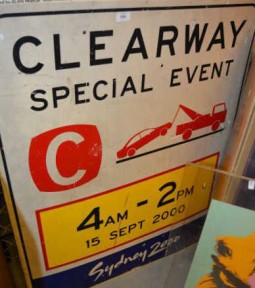 CLEARWAY
SPECIAL EVENT
C
4AM - 2PM
15 SEPT 2000
Sydney 2000